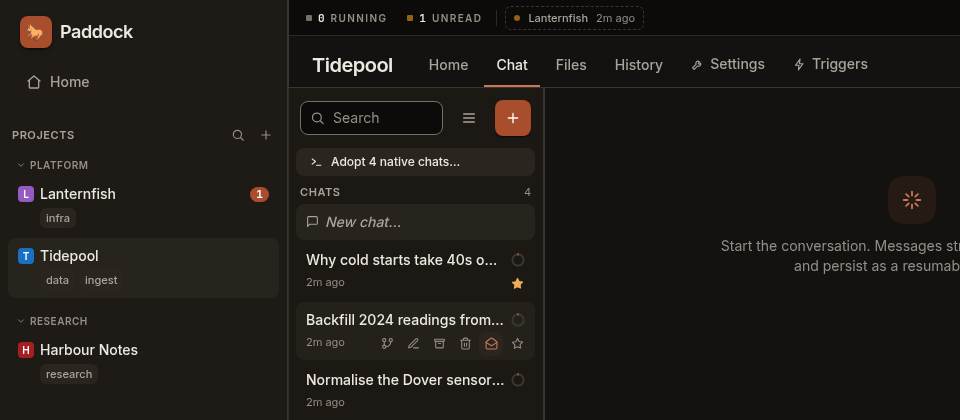 Paddock
Home
PROJECTS
PLATFORM
L Lanternfish 1
infra
T Tidepool
data ingest
RESEARCH
H Harbour Notes
research
0 RUNNING 1 UNREAD Lanternfish 2m ago
Tidepool Home Chat Files History Settings Triggers
Search
Adopt 4 native chats...
CHATS 4
New chat...
Why cold starts take 40s o...
2m ago
Backfill 2024 readings from...
2m ago
Normalise the Dover sensor...
2m ago
Start the conversation. Messages
and persist as a